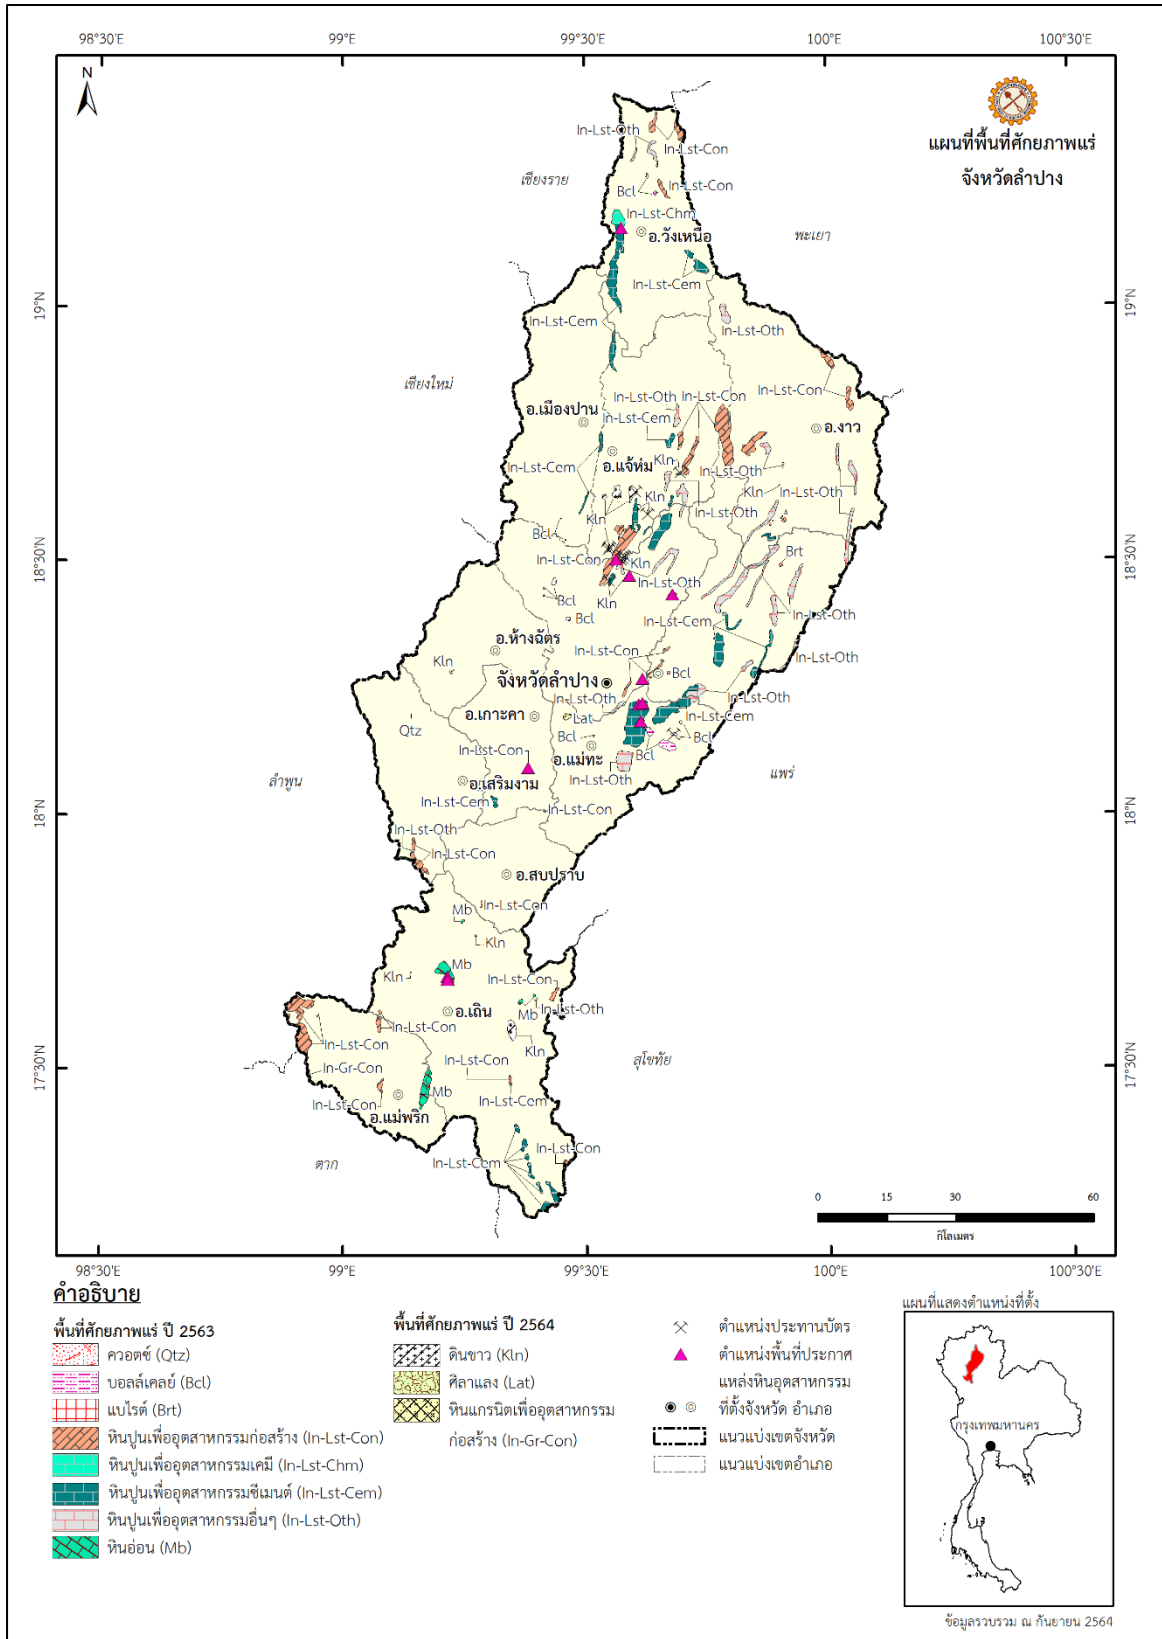 98°30'E
99°E
99°30'E
100°E
100°30'E
N
แผนที่พื้นที่ศักยภาพแร่
จังหวัดลำปาง
In-Lst-Oth
In-Lst-Con
เชียงราย
Bcl
In-Lst-Con
In-Lst-Chm
อ.วังเหนือ
พะเยา
In-Lst-Cem
19°N
19°N
In-Lst-Cem
In-Lst-Oth
เชียงใหม่
In-Lst-Con
In-Lst-Oth
In-Lst-Con
อ.เมืองปาน
In-Lst-Cem
อ.งาว
Kln
อ.แจ้ห่ม
In-Lst-Cem
In-Lst-Oth
Kln
Kln
In-Lst-Oth
Kln
In-Lst-Oth
Bcl
18°30'N
18°30'N
In-Lst-Con
Kln
Brt
In-Lst-Oth
Kln
Bcl
Bcl
In-Lst-Oth
In-Lst-Cem
อ.ห้างฉัตร
In-Lst-Con
In-Lst-Oth
Kln
Bcl
จังหวัดลำปาง
In-Lst-Oth
In-Lst-Oth
อ.เกาะคา
Lat
In-Lst-Cem
Qtz
Bcl
Bcl
In-Lst-Con
อ.แม่ทะ
Bcl
แพร่
In-Lst-Oth
ลำพูน
อ.เสริมงาม
In-Lst-Cem
In-Lst-Con
18°N
18°N
In-Lst-Oth
In-Lst-Con
อ.สบปราบ
Mb
In-Lst-Con
Kln
Mb
Kln
In-Lst-Con
In-Lst-Oth
อ.เถิน
Mb
In-Lst-Con
In-Lst-Con
Kln
สุโขทัย
In-Lst-Con
In-Gr-Con
17°30'N
17°30'N
Mb
In-Lst-Con
In-Lst-Cem
อ.แม่พริก
In-Lst-Con
ตาก
In-Lst-Cem
0
15
30
60
กิโลเมตร
98°30'E
99°E
99°30'E
100°E
100°30'E
คำอธิบาย
พื้นที่ศักยภาพแร่ ปี 2563
ควอตซ์ (Qtz)
บอลล์เคลย์ (Bcl)
แบไรต์ (Brt)
หินปูนเพื่ออุตสาหกรรมก่อสร้าง (In-Lst-Con)
หินปูนเพื่ออุตสาหกรรมเคมี (In-Lst-Chm)
หินปูนเพื่ออุตสาหกรรมซีเมนต์ (In-Lst-Cem)
หินปูนเพื่ออุตสาหกรรมอื่นๆ (In-Lst-Oth)
หินอ่อน (Mb)
พื้นที่ศักยภาพแร่ ปี 2564
ดินขาว (Kln)
ศิลาแลง (Lat)
หินแกรนิตเพื่ออุตสาหกรรม
ก่อสร้าง (In-Gr-Con)
ตำแหน่งประทานบัตร
ตำแหน่งพื้นที่ประกาศ
แหล่งหินอุตสาหกรรม
ที่ตั้งจังหวัด อำเภอ
แนวแบ่งเขตจังหวัด
แนวแบ่งเขตอำเภอ
แผนที่แสดงตำแหน่งที่ตั้ง
กรุงเทพมหานคร
ข้อมูลรวบรวม ณ กันยายน 2564